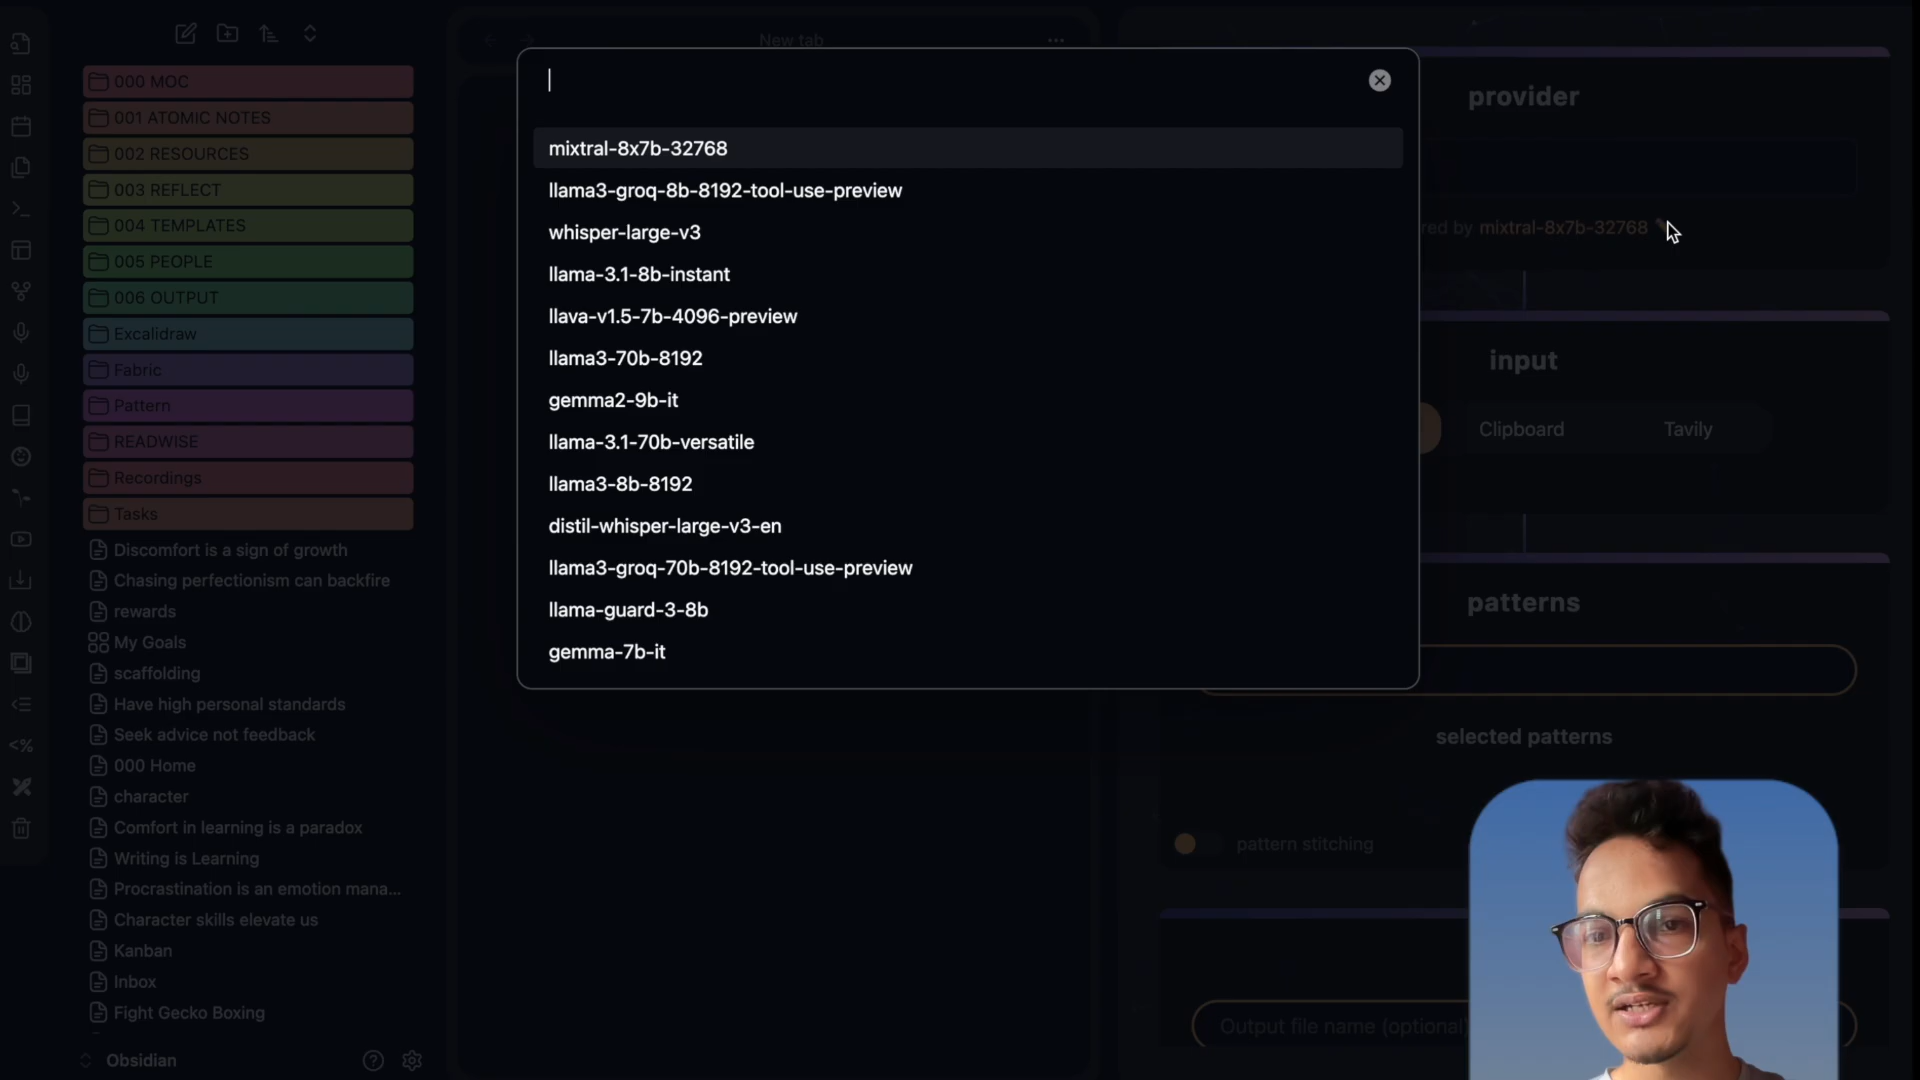 New tab
000 MOC
001 ATOMIC NOTES
002 RESOURCES
003 REFLECT
004 TEMPLATES
005 PEOPLE
006 OUTPUT
Excalidraw
Fabric
Pattern
READWISE
Recordings
Tasks
Discomfort is a sign of growth
Chasing perfectionism can backfire
rewards
My Goals
scaffolding
Have high personal standards
Seek advice not feedback
000 Home
character
Comfort in learning is a paradox
Writing is Learning
Procrastination is an emotion mana...
Character skills elevate us
Kanban
Inbox
Fight Gecko Boxing
Obsidian
mixtral-8x7b-32768
llama3-groq-8b-8192-tool-use-preview
whisper-large-v3
llama-3.1-8b-instant
llava-v1.5-7b-4096-preview
llama3-70b-8192
gemma2-9b-it
llama-3.1-70b-versatile
llama3-8b-8192
distil-whisper-large-v3-en
llama3-groq-70b-8192-tool-use-preview
llama-guard-3-8b
gemma-7b-it
provider
red by mixtral-8x7b-32768
input
Clipboard Tavily
patterns
selected patterns
pattern stitching
Output file name (optional)